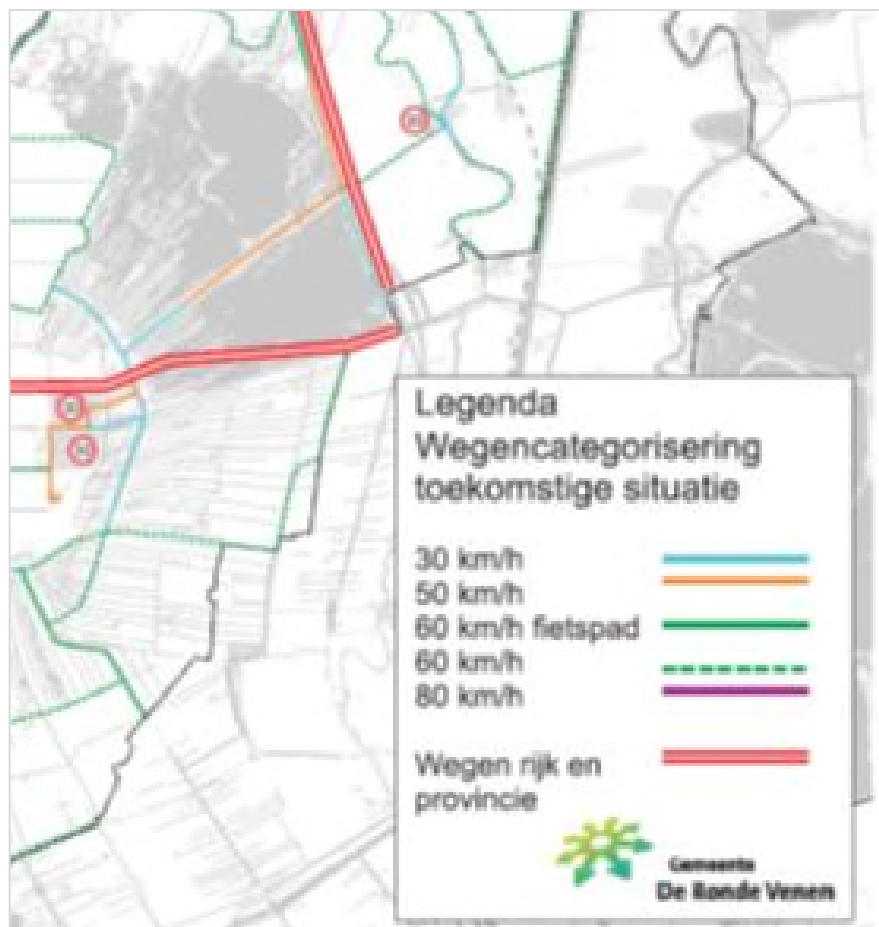 Legenda
Wegencategorisering
toekomstige situatie
30 km/h
50 km/h
60 km/h fietspad
60 km/h
80 km/h
Wegen rijk en
provincie
Gemeente
De Ronde Venen